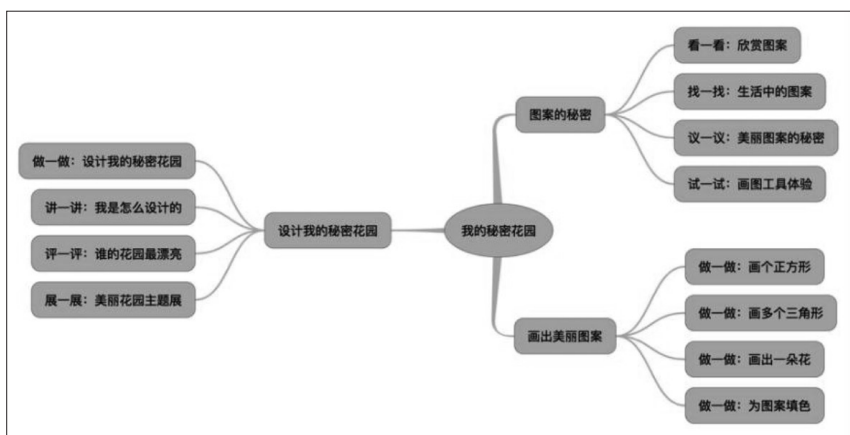 我的秘密花园
图案的秘密
看一看：欣赏图案
找一找：生活中的图案
议一议：美丽图案的秘密
试一试：画图工具体验
画出美丽图案
做一做：画个正方形
做一做：画多个三角形
做一做：画出一朵花
做一做：为图案填色
设计我的秘密花园
做一做：设计我的秘密花园
讲一讲：我是怎么设计的
评一评：谁的花园最漂亮
展一展：美丽花园主题展